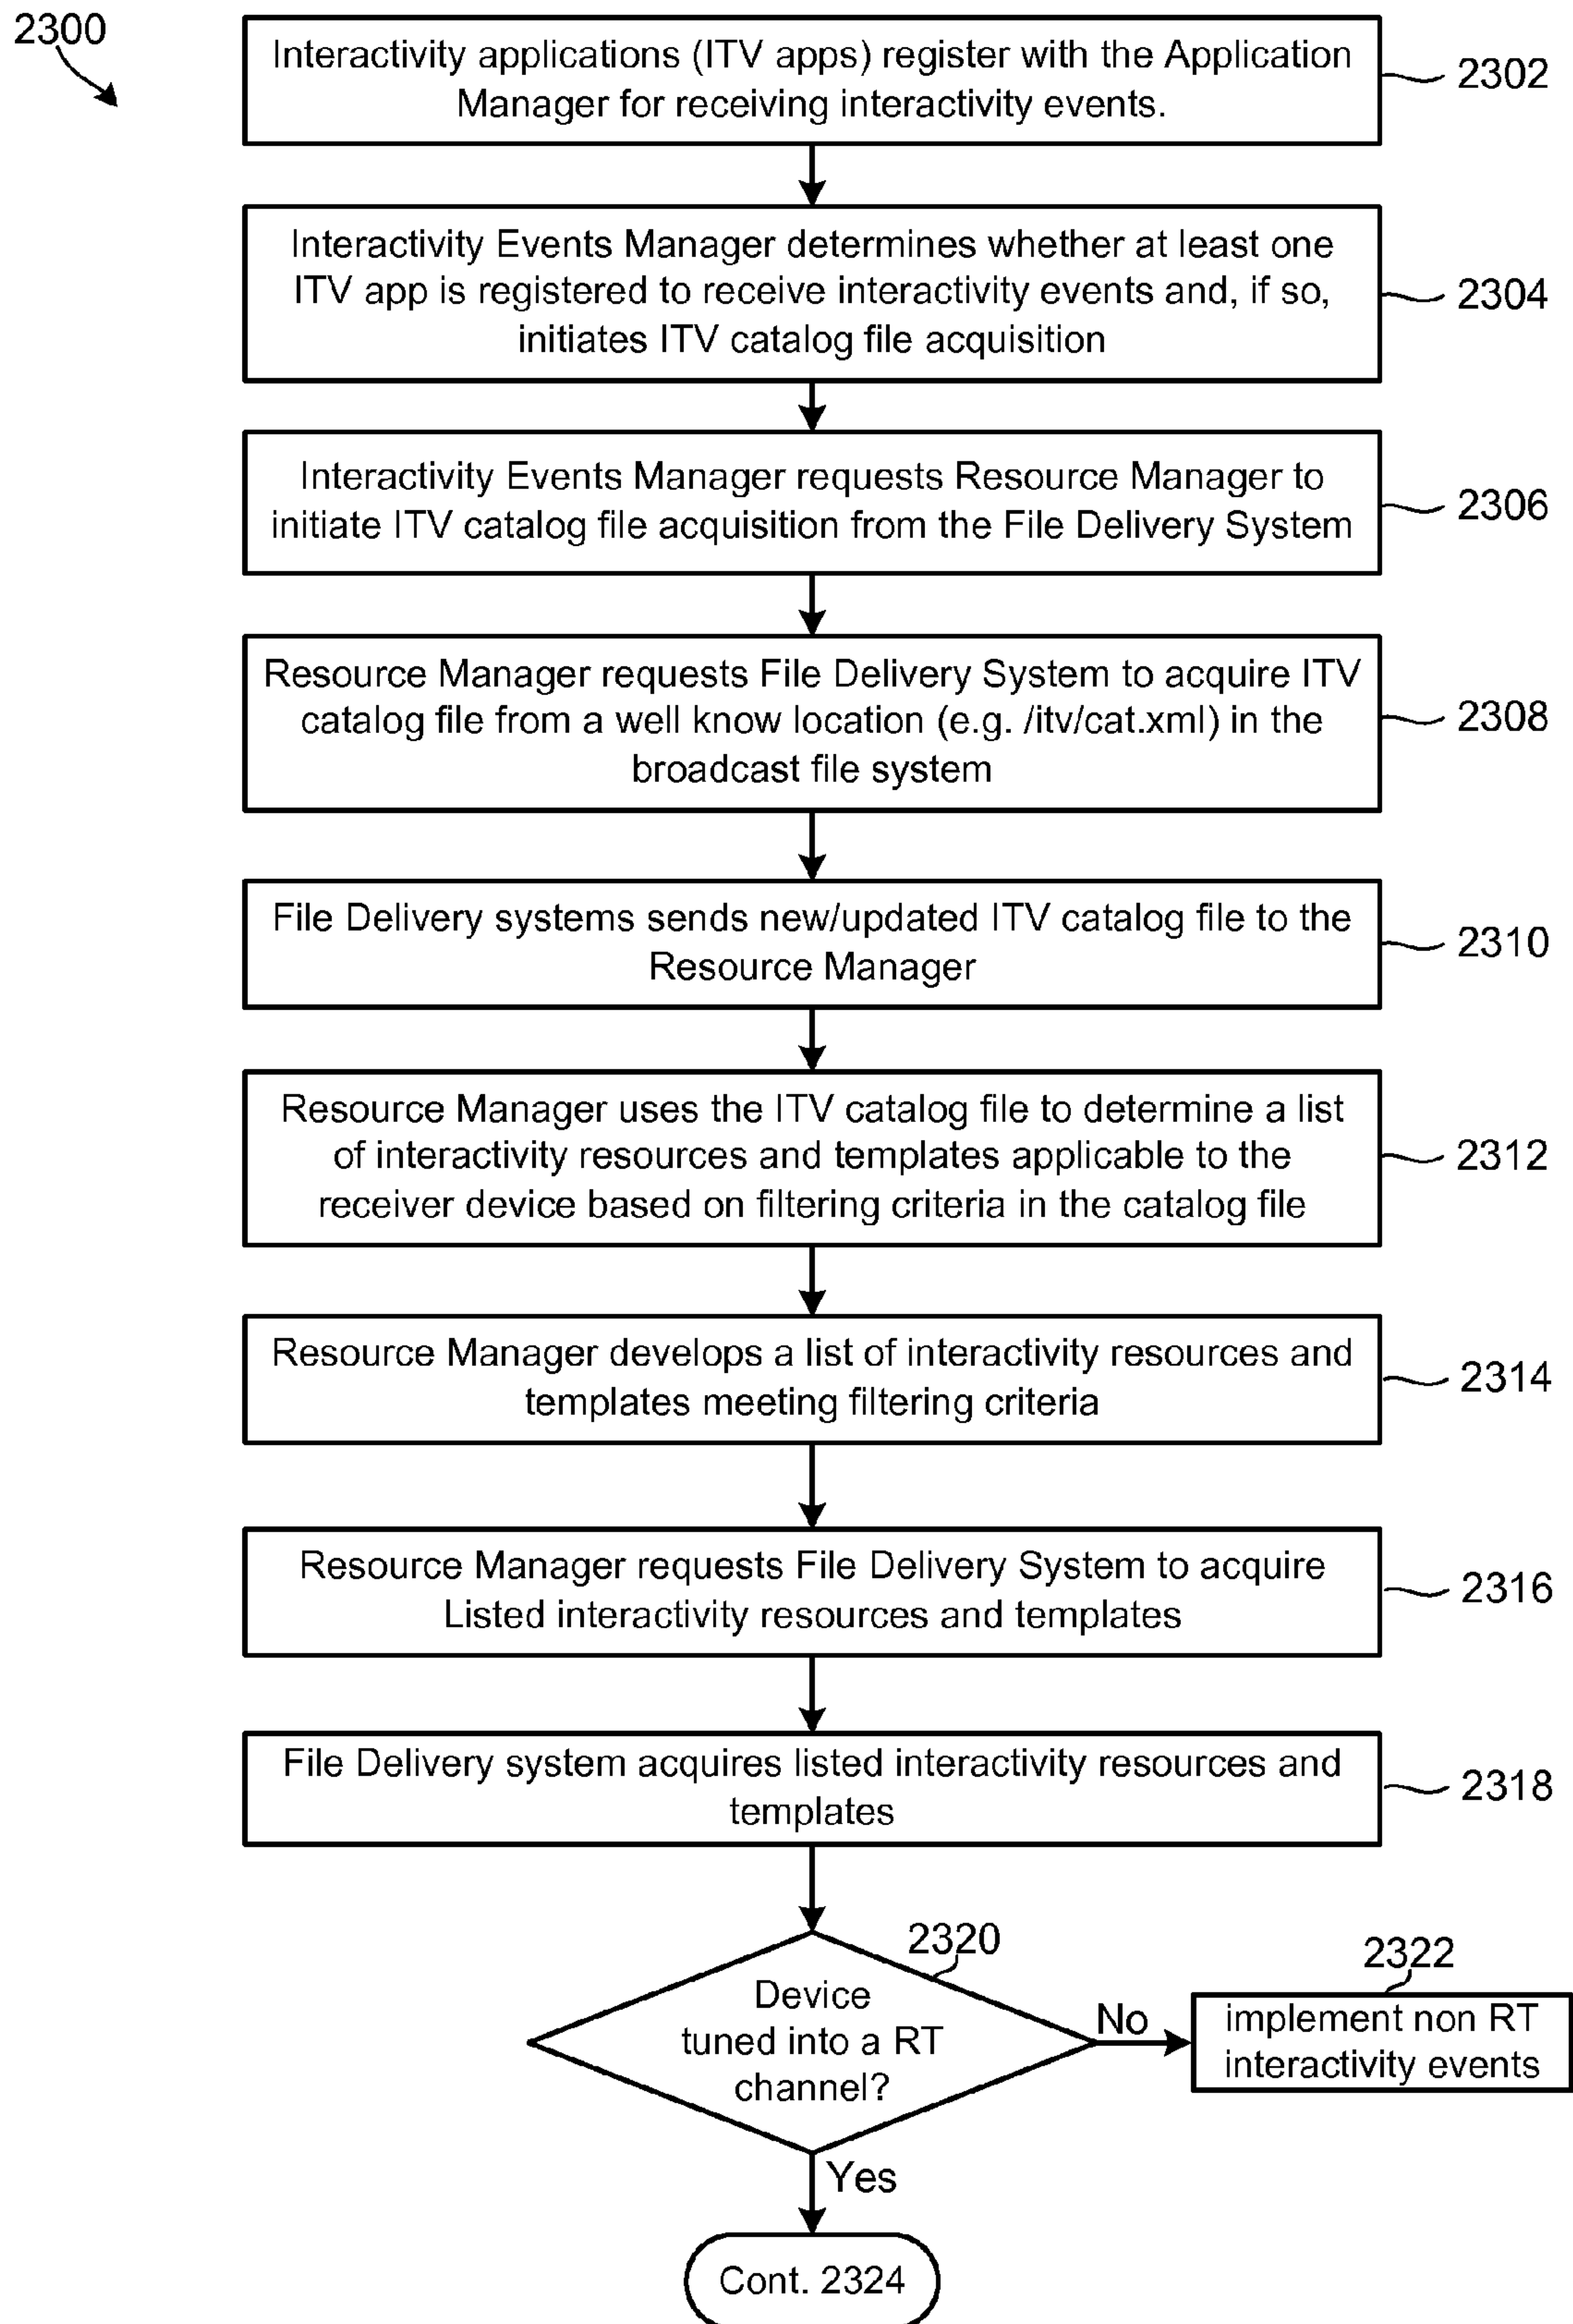 2300
Interactivity applications (ITV apps) register with the Application
Manager for receiving interactivity events.
2302
Interactivity Events Manager determines whether at least one
ITV app is registered to receive interactivity events and, if so,
initiates ITV catalog file acquisition
2304
Interactivity Events Manager requests Resource Manager to
initiate ITV catalog file acquisition from the File Delivery System
2306
Resource Manager requests File Delivery System to acquire ITV
catalog file from a well know location (e.g. /itv/cat.xml) in the
broadcast file system
2308
File Delivery systems sends new/updated ITV catalog file to the
Resource Manager
2310
Resource Manager uses the ITV catalog file to determine a list
of interactivity resources and templates applicable to the
receiver device based on filtering criteria in the catalog file
2312
Resource Manager develops a list of interactivity resources and
templates meeting filtering criteria
2314
Resource Manager requests File Delivery System to acquire
Listed interactivity resources and templates
2316
File Delivery system acquires listed interactivity resources and
templates
2318
2320
Device
tuned into a RT
channel?
No
2322
implement non RT
interactivity events
Yes
Cont. 2324